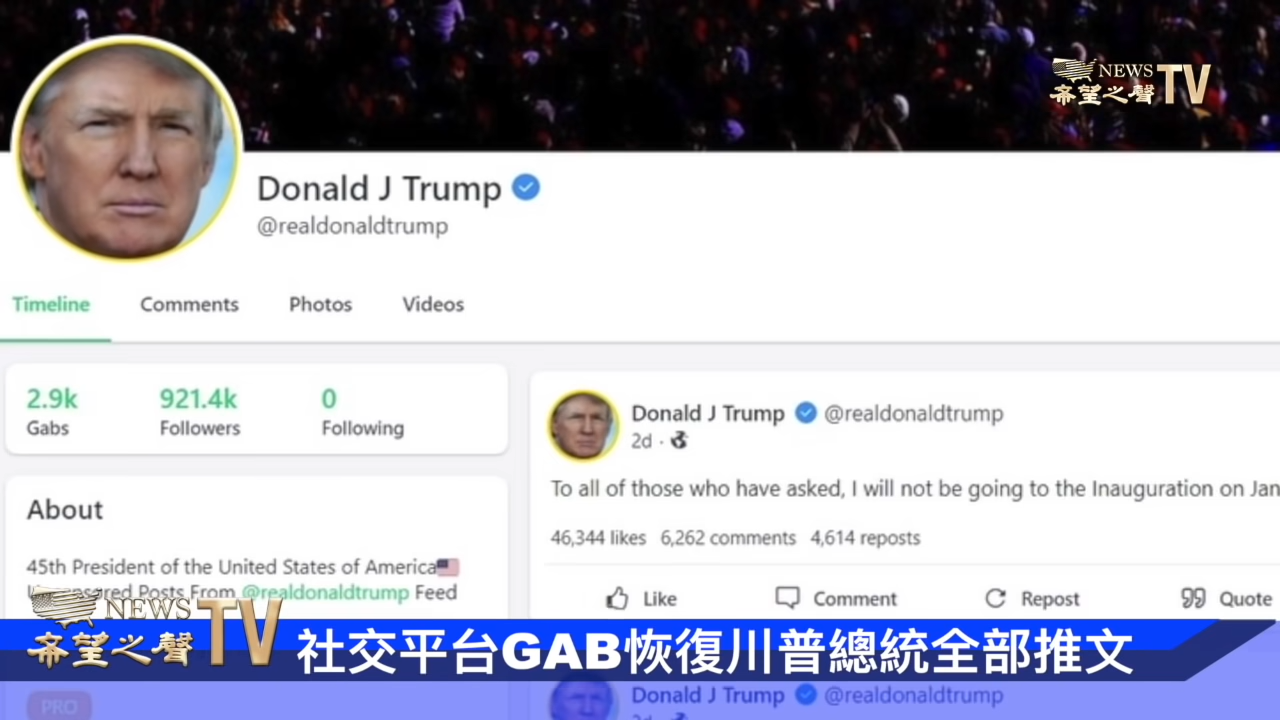 NEWS
希望之聲TV
Donald J Trump
@realdonaldtrump
Timeline Comments Photos Videos
2.9k 921.4k 0
Gabs Followers Following
Donald J Trump @realdonaldtrump
2d ·
To all of those who have asked, I will not be going to the Inauguration on Jan
46,344 likes 6,262 comments 4,614 reposts
Like Comment Repost Quote
About
45th President of the United States of America
Posts From @realdonaldtrump Feed
NEWS
希望之聲TV
社交平台GAB恢復川普總統全部推文
PRO
Donald J Trump @realdonaldtrump